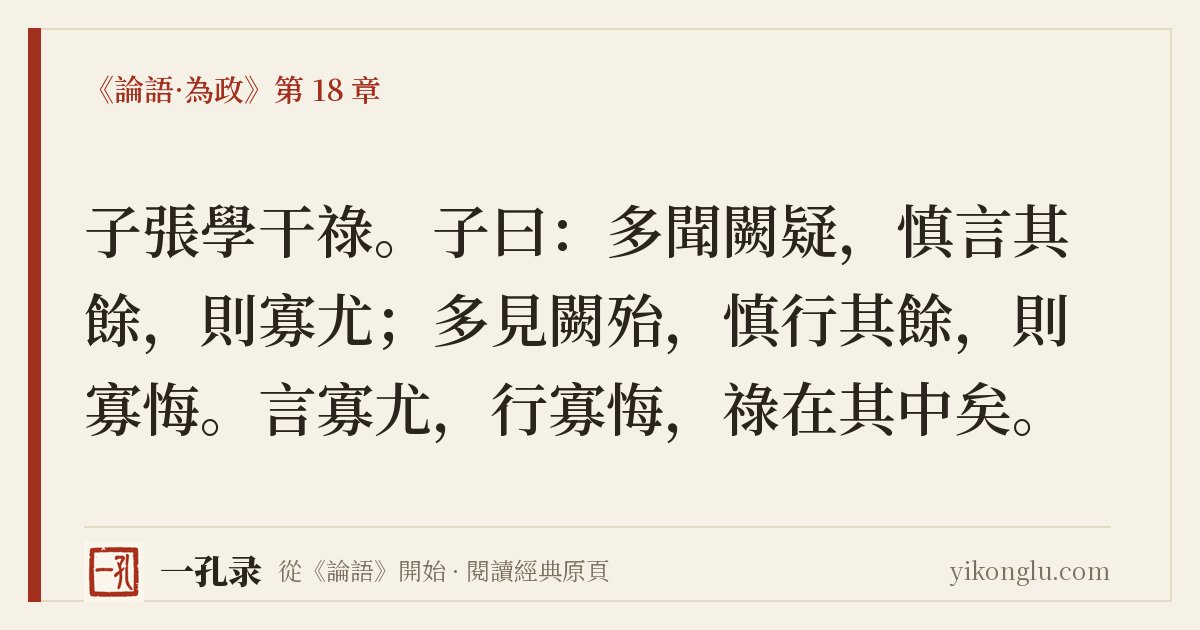 《論語·為政》第 18 章
子張學干祿。子曰：多聞闕疑，慎言其
餘，則寡尤；多見闕殆，慎行其餘，則
寡悔。言寡尤，行寡悔，祿在其中矣。
一孔
一孔录
從《論語》開始 · 閱讀經典原頁
yikonglu.com